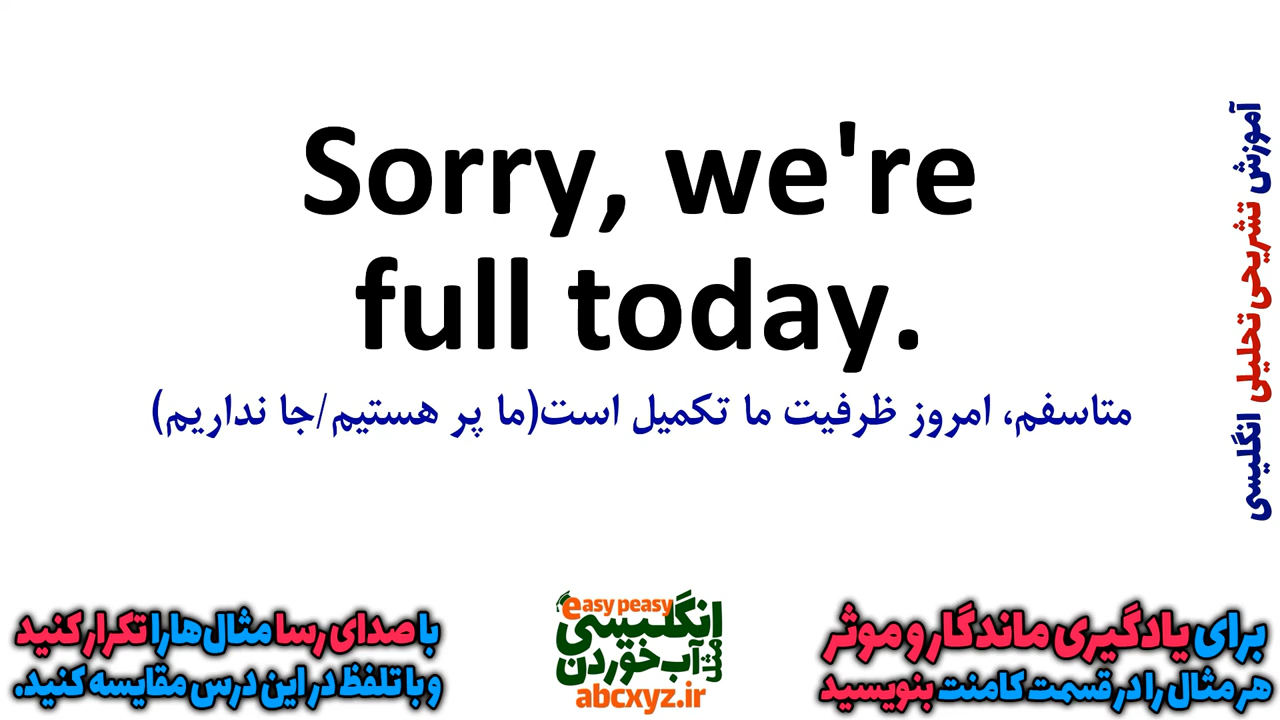 Sorry, we're
full today.
متاسفم، امروز ظرفیت ما تکمیل است(ما پر هستیم/جا نداریم)
آموزش تشریحی تحلیلی انگلیسی
برای یادگیری ماندگار و موثر
هر مثال را در قسمت کامنت بنویسید
easy peasy
انگلیسی
مثل آب خوردن
abcxyz.ir
با صدای رسا مثال‌ها را تکرار کنید
و با تلفظ در این درس مقایسه کنید.